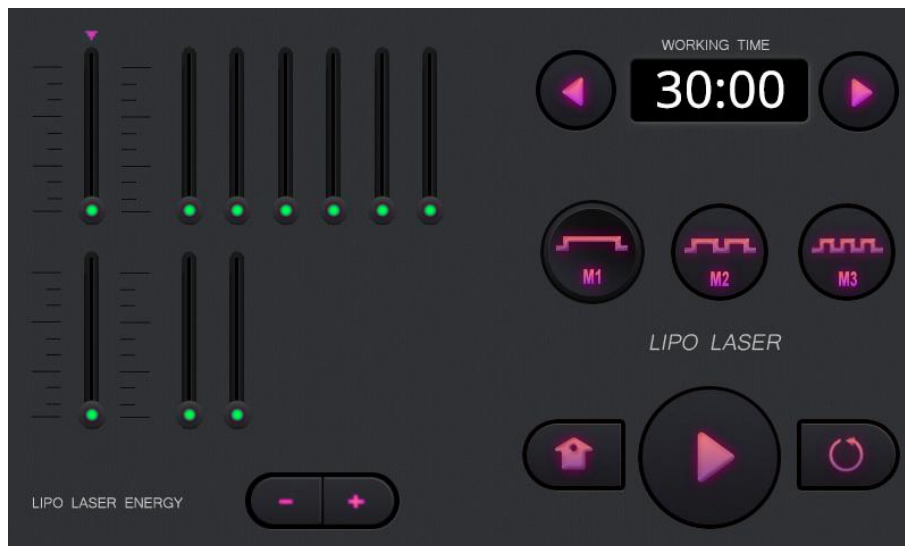 WORKING TIME
30:00
M1
M2
M3
LIPO LASER
LIPO LASER ENERGY
-
+